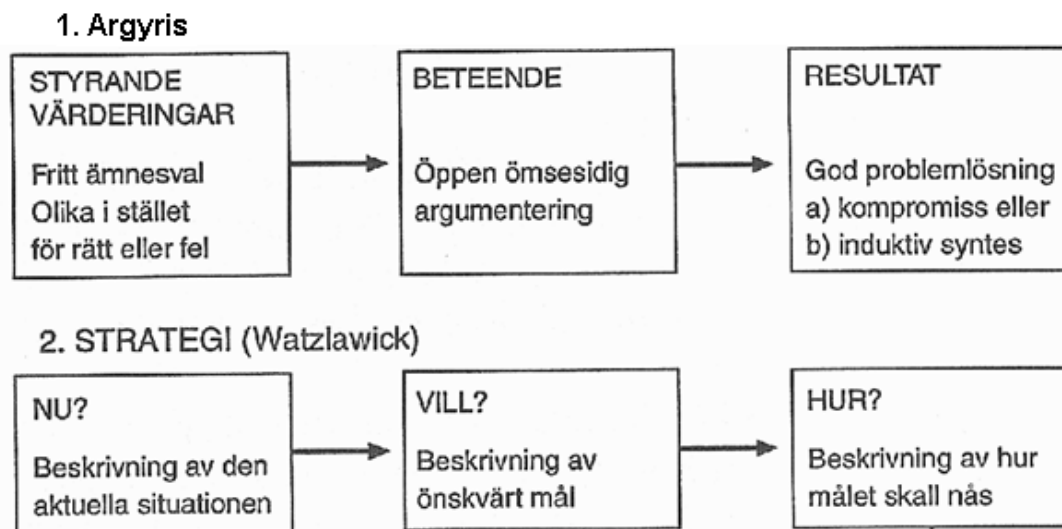 1. Argyris
STYRANDE
VÄRDERINGAR
Fritt ämnesval
Olika i stället
för rätt eller fel
BETEENDE
Öppen ömsesidig
argumentering
RESULTAT
God problemlösning
a) kompromiss eller
b) induktiv syntes
2. STRATEGI (Watzlawick)
NU?
Beskrivning av den
aktuella situationen
VILL?
Beskrivning av
önskvärt mål
HUR?
Beskrivning av hur
målet skall nås